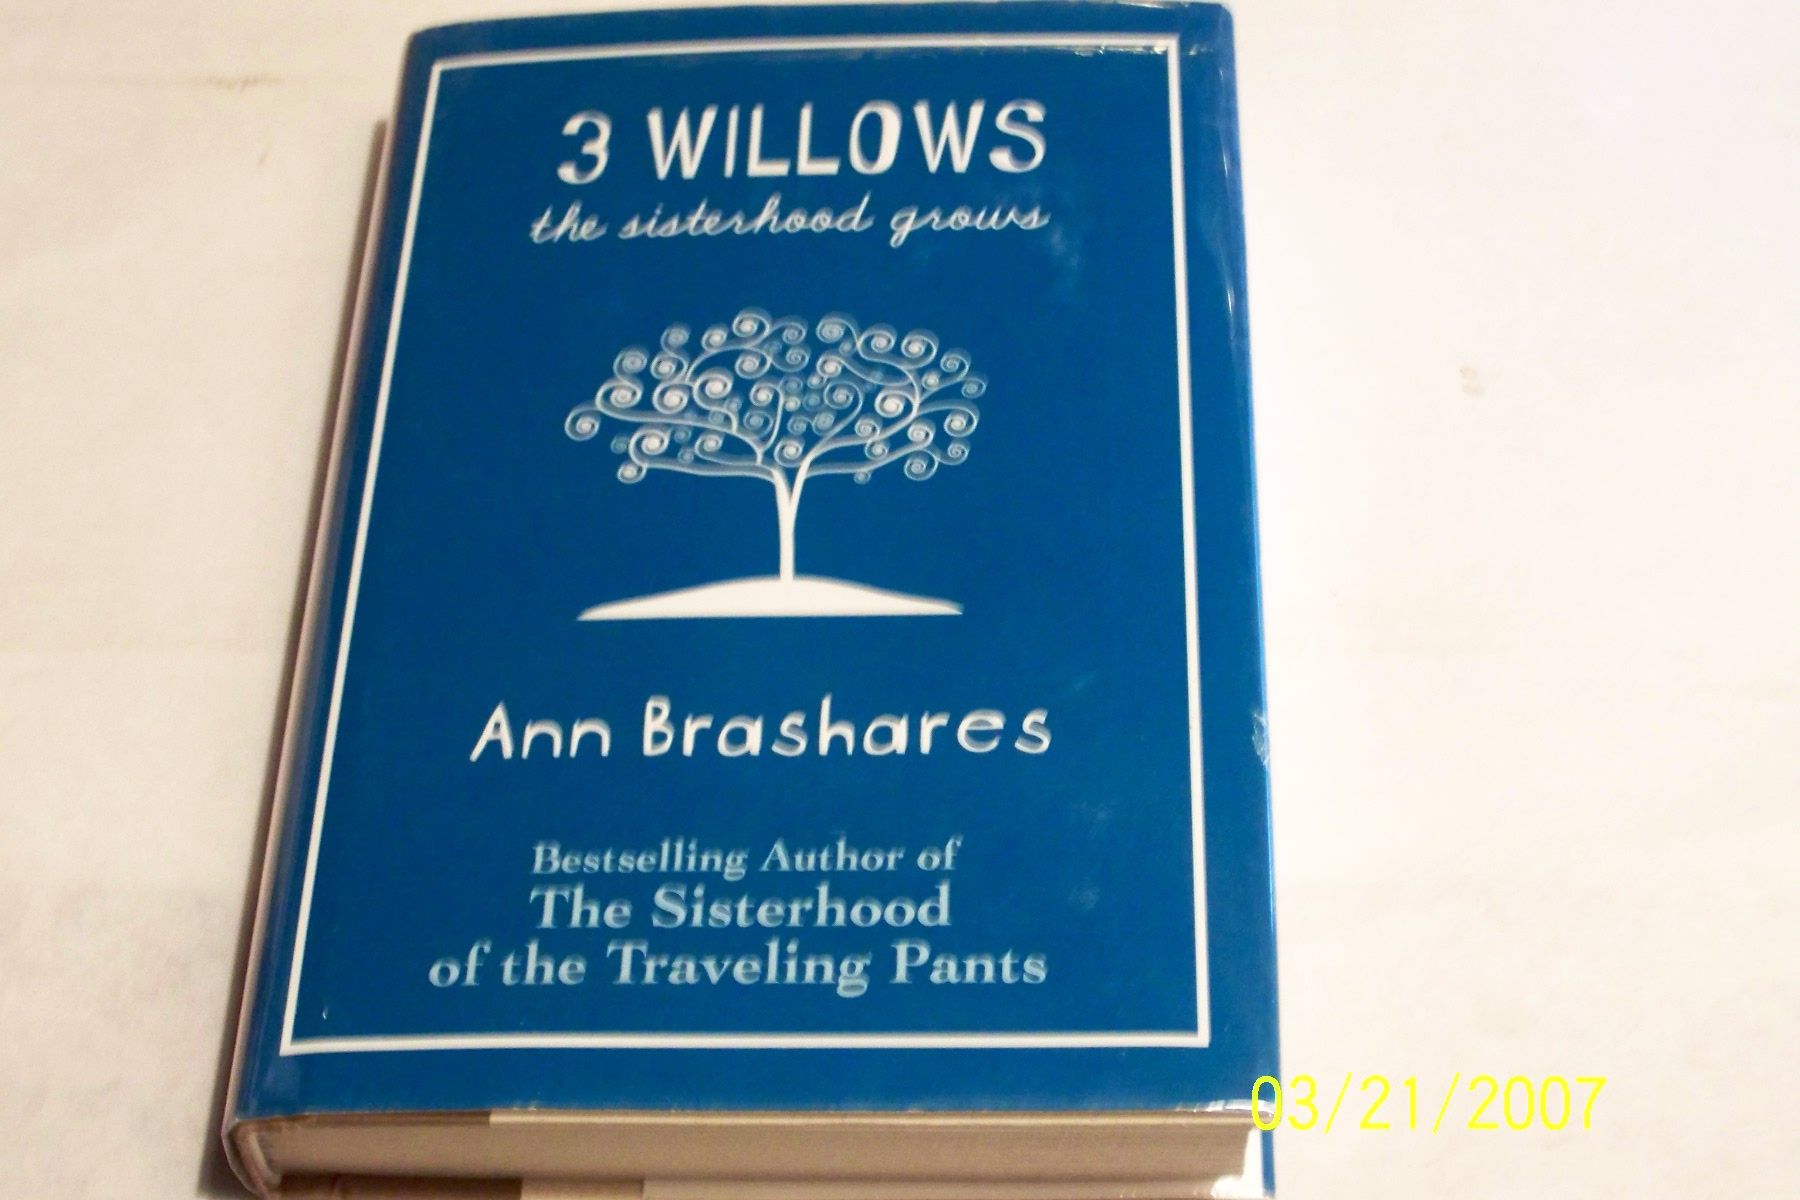 3 WILLOWS
the sisterhood grows
Ann Brashares
Bestselling Author of
The Sisterhood
of the Traveling Pants
03/21/2007